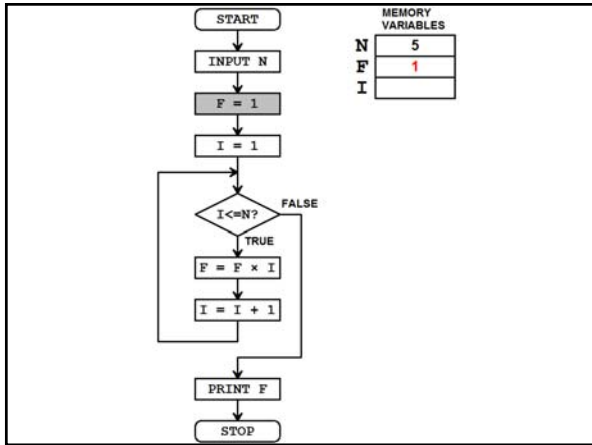 START
INPUT N
F = 1
I = 1
I<=N?
FALSE
TRUE
F = F × I
I = I + 1
PRINT F
STOP
MEMORY
VARIABLES
N 5
F 1
I